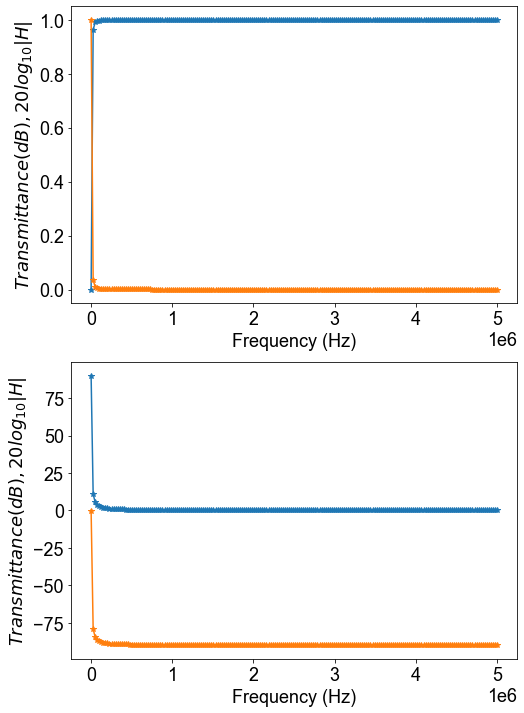 Transmittance(dB), 20log₁₀|H|
1.0
0.8
0.6
0.4
0.2
0.0
0 1 2 3 4 5
Frequency (Hz)
1e6
Transmittance(dB), 20log₁₀|H|
75
50
25
0
−25
−50
−75
0 1 2 3 4 5
Frequency (Hz)
1e6